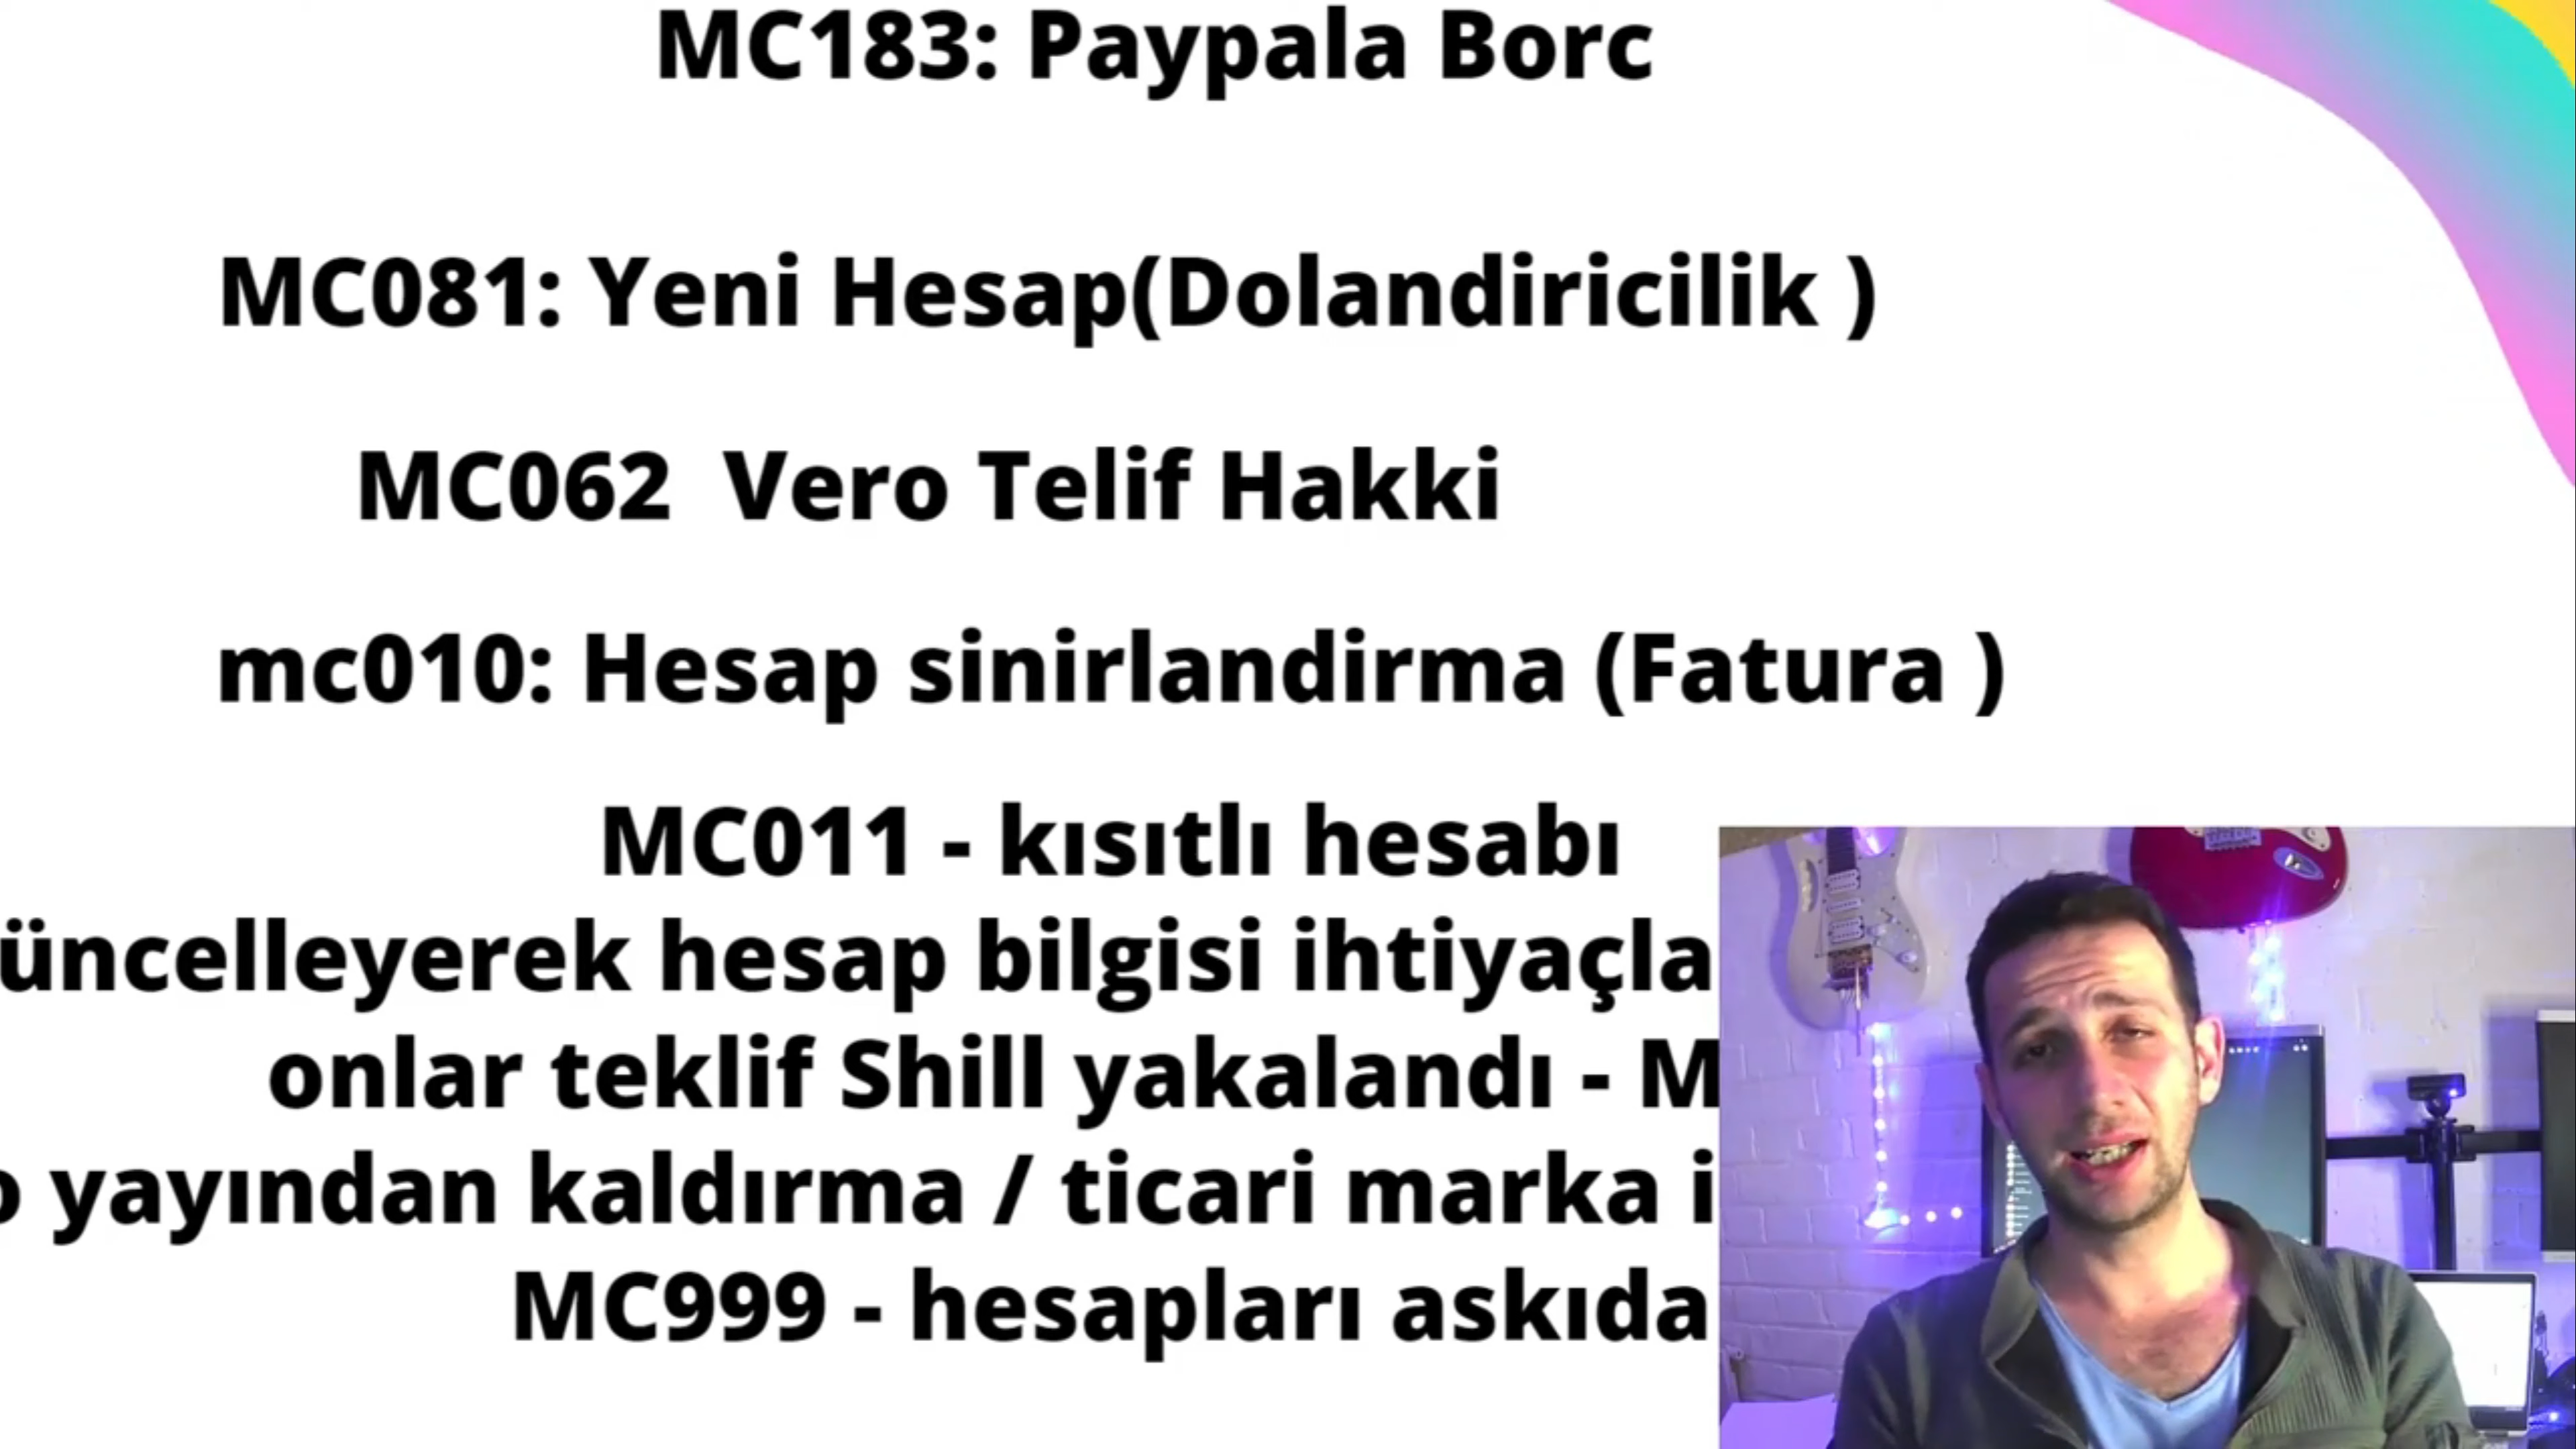 MC183: Paypala Borc
MC081: Yeni Hesap(Dolandiricilik )
MC062 Vero Telif Hakki
mc010: Hesap sinirlandirma (Fatura )
MC011 - kısıtlı hesabı
üncelleyerek hesap bilgisi ihtiyaçla
onlar teklif Shill yakalandı - M
o yayından kaldırma / ticari marka i
MC999 - hesapları askıda